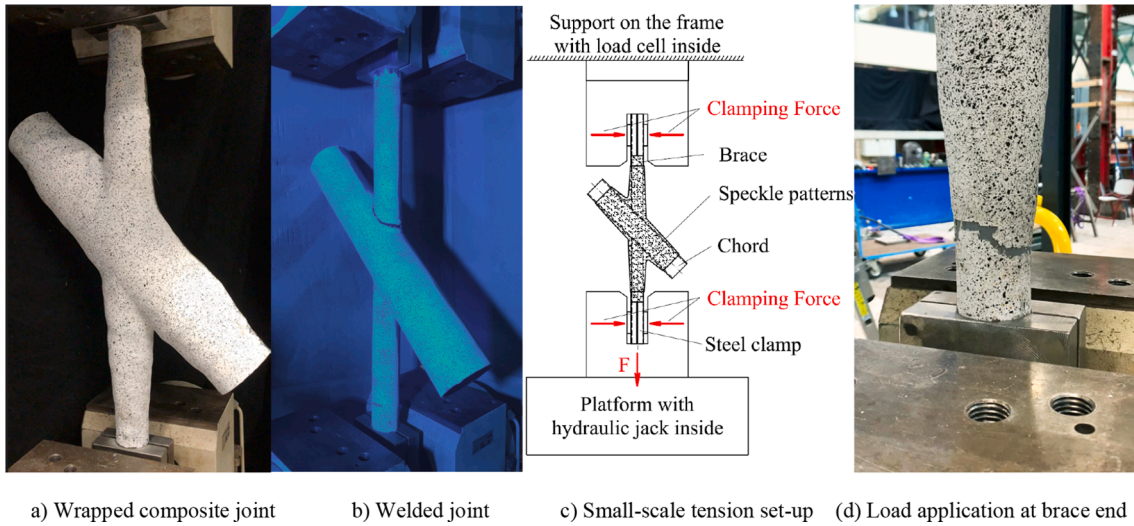 Support on the frame
with load cell inside
Clamping Force
Brace
Speckle patterns
Chord
Clamping Force
Steel clamp
F
Platform with
hydraulic jack inside
a) Wrapped composite joint
b) Welded joint
c) Small-scale tension set-up
(d) Load application at brace end